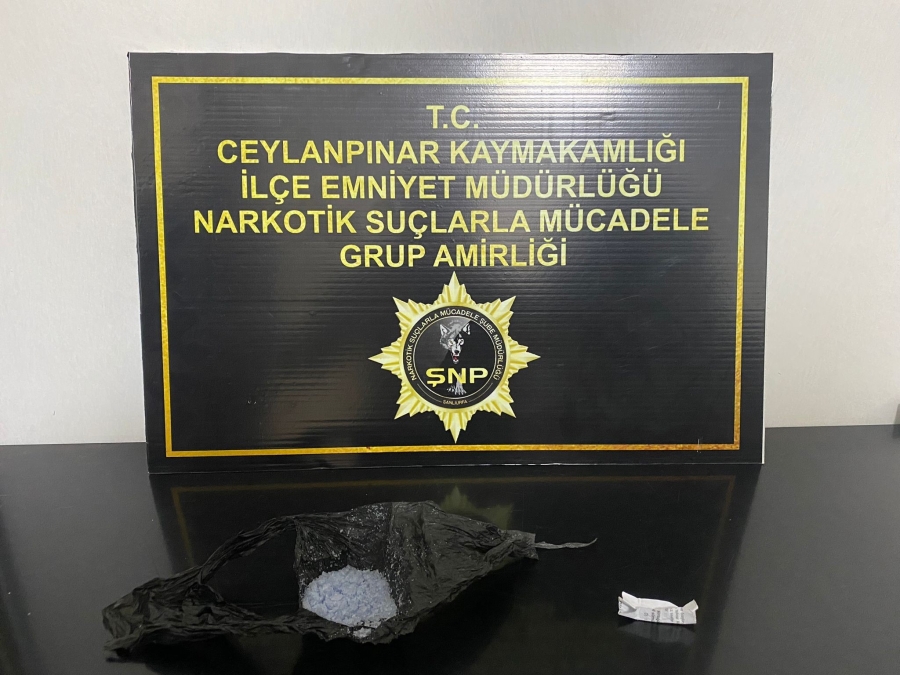 T.C.
CEYLANPINAR KAYMAKAMLIĞI
İLÇE EMNİYET MÜDÜRLÜĞÜ
NARKOTİK SUÇLARLA MÜCADELE
GRUP AMİRLİĞİ
NARKOTİK SUÇLARLA MÜCADELE ŞUBE MÜDÜRLÜĞÜ
ŞNP
ŞANLIURFA